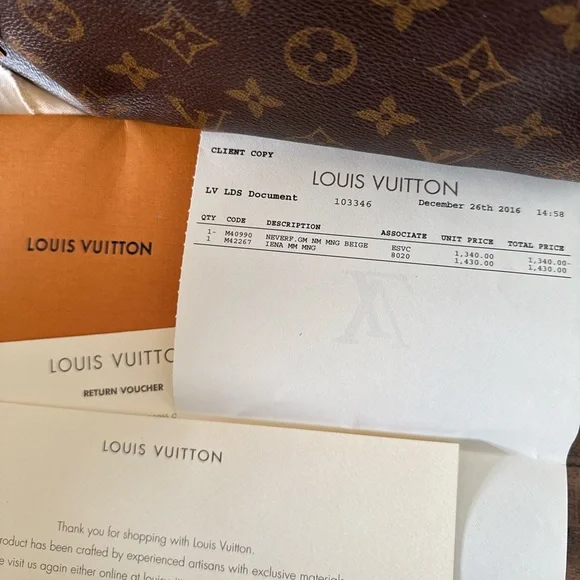 CLIENT COPY
LOUIS VUITTON
LV LDS Document 103346 December 26th 2016 14:58
QTY CODE DESCRIPTION ASSOCIATE UNIT PRICE TOTAL PRICE
1- M40990 NEVERF.GM NM MNG BEIGE ESVC 1,340.00 1,340.00-
1 M42267 IENA MM MNG 8020 1,430.00 1,430.00
LOUIS VUITTON
LOUIS VUITTO
RETURN VOUCHER
LOUIS VUITTON
Thank you for shopping with Louis Vuitton.
roduct has been crafted by experienced artisans with exclusive materials
e visit us again either online at